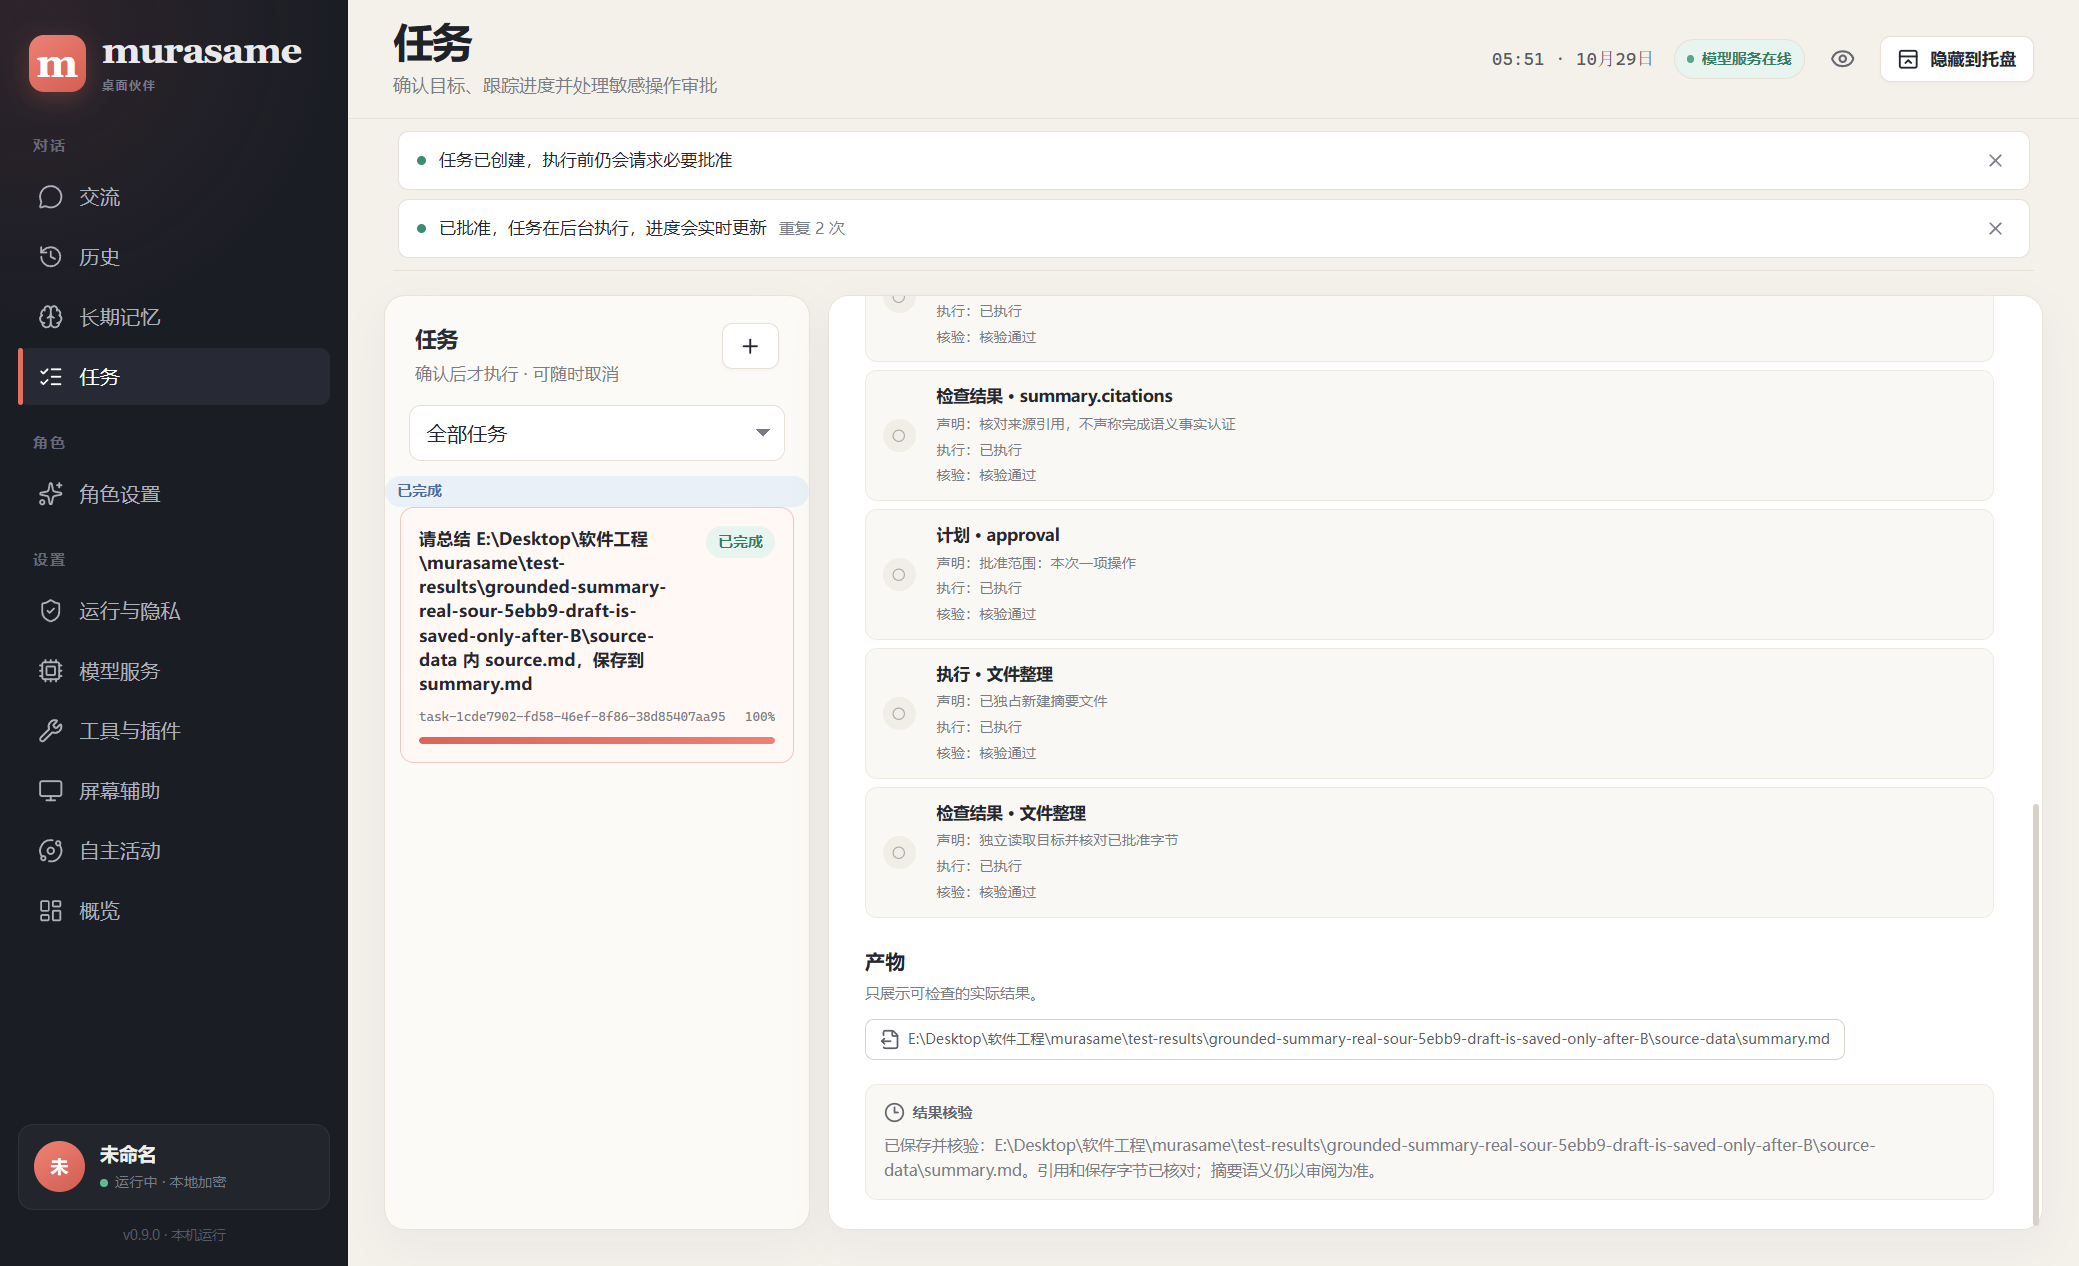 m
murasame
桌面伙伴
对话
交流
历史
长期记忆
任务
角色
角色设置
设置
运行与隐私
模型服务
工具与插件
屏幕辅助
自主活动
概览
未
未命名
运行中 · 本地加密
v0.9.0 · 本机运行
任务
确认目标、跟踪进度并处理敏感操作审批
05:51 · 10月29日
模型服务在线
隐藏到托盘
任务已创建，执行前仍会请求必要批准
已批准，任务在后台执行，进度会实时更新 重复 2 次
任务
确认后才执行 · 可随时取消
全部任务
已完成
请总结 E:\Desktop\软件工程
\murasame\test-
results\grounded-summary-
real-sour-5ebb9-draft-is-
saved-only-after-B\source-
data 内 source.md，保存到
summary.md
已完成
task-1cde7902-fd58-46ef-8f86-38d85407aa95 100%
执行：已执行
核验：核验通过
检查结果 • summary.citations
声明：核对来源引用，不声称完成语义事实认证
执行：已执行
核验：核验通过
计划 • approval
声明：批准范围：本次一项操作
执行：已执行
核验：核验通过
执行 • 文件整理
声明：已独占新建摘要文件
执行：已执行
核验：核验通过
检查结果 • 文件整理
声明：独立读取目标并核对已批准字节
执行：已执行
核验：核验通过
产物
只展示可检查的实际结果。
E:\Desktop\软件工程\murasame\test-results\grounded-summary-real-sour-5ebb9-draft-is-saved-only-after-B\source-data\summary.md
结果核验
已保存并核验：E:\Desktop\软件工程\murasame\test-results\grounded-summary-real-sour-5ebb9-draft-is-saved-only-after-B\source-
data\summary.md。引用和保存字节已核对；摘要语义仍以审阅为准。